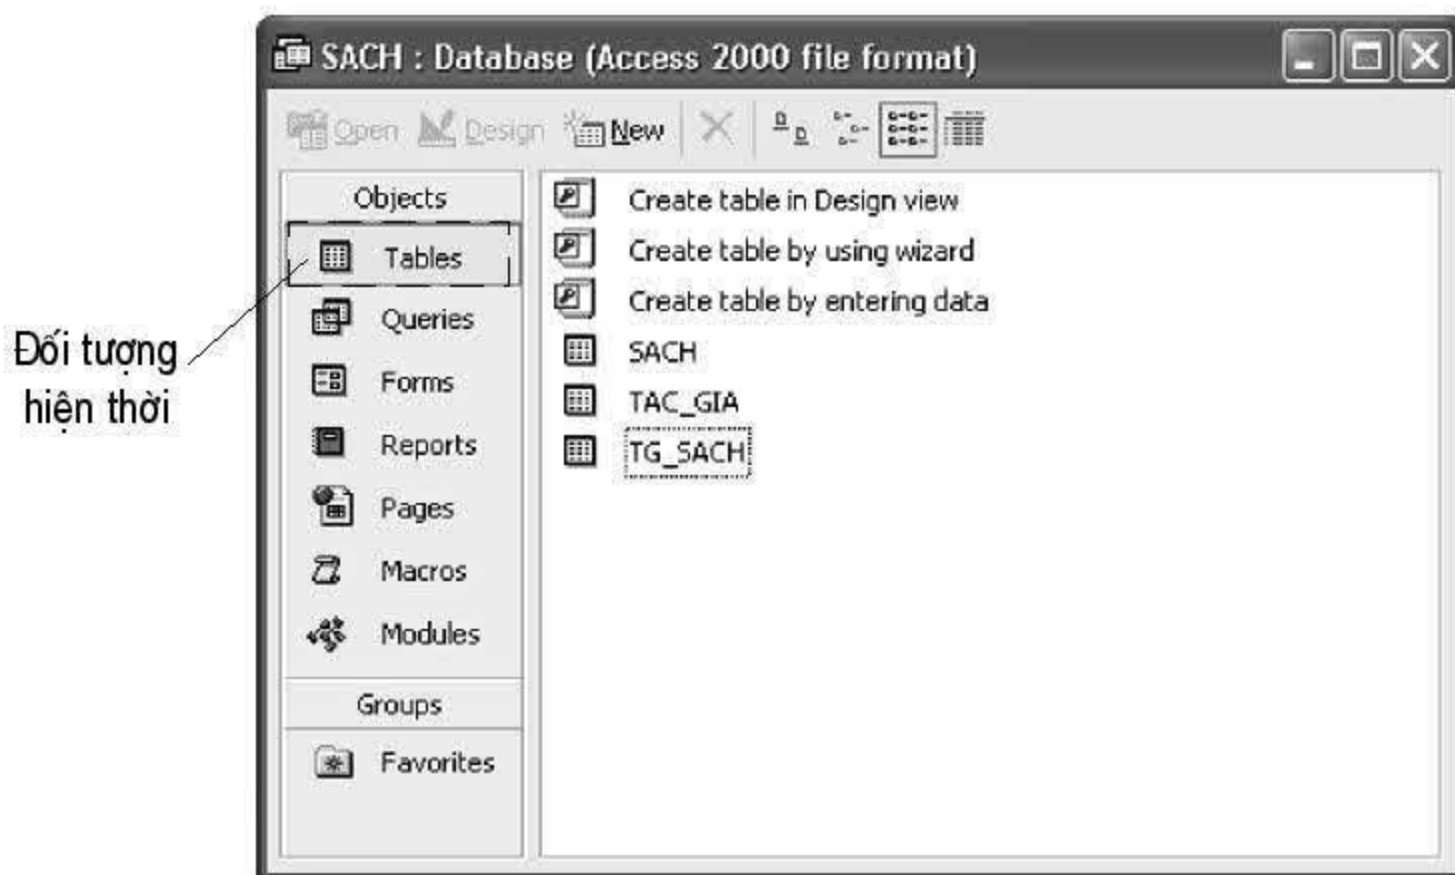 SACH : Database (Access 2000 file format)
Open Design New
Objects
Tables
Queries
Forms
Reports
Pages
Macros
Modules
Groups
Favorites
Create table in Design view
Create table by using wizard
Create table by entering data
SACH
TAC_GIA
TG_SACH
Đối tượng
hiện thời